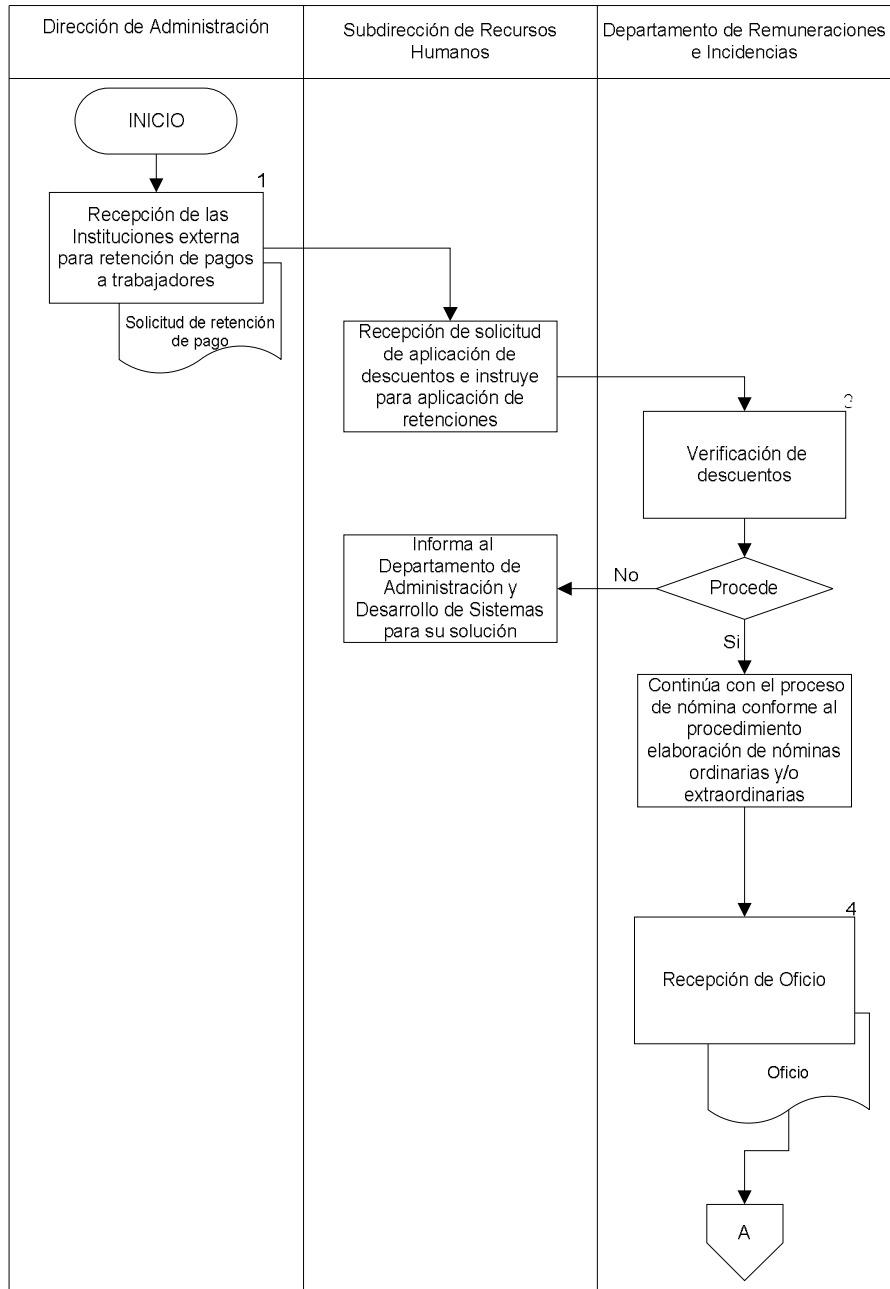 Dirección de Administración
Subdirección de Recursos
Humanos
Departamento de Remuneraciones
e Incidencias
INICIO
1
Recepción de las
Instituciones externa
para retención de pagos
a trabajadores
Solicitud de retención
de pago
Recepción de solicitud
de aplicación de
descuentos e instruye
para aplicación de
retenciones
Verificación de
descuentos
Procede
No
Informa al
Departamento de
Administración y
Desarrollo de Sistemas
para su solución
Si
Continúa con el proceso
de nómina conforme al
procedimiento
elaboración de nóminas
ordinarias y/o
extraordinarias
4
Recepción de Oficio
Oficio
A